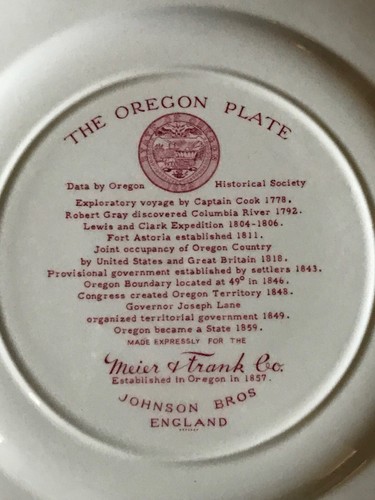 THE OREGON PLATE
Data by Oregon Historical Society
Exploratory voyage by Captain Cook 1778.
Robert Gray discovered Columbia River 1792.
Lewis and Clark Expedition 1804-1806.
Fort Astoria established 1811.
Joint occupancy of Oregon Country
by United States and Great Britain 1818.
Provisional government established by settlers 1843.
Oregon Boundary located at 49° in 1846.
Congress created Oregon Territory 1848.
Governor Joseph Lane
organized territorial government 1849.
Oregon became a State 1859.
MADE EXPRESSLY FOR THE
Meier & Frank Co.
Established in Oregon in 1857.
JOHNSON BROS
ENGLAND